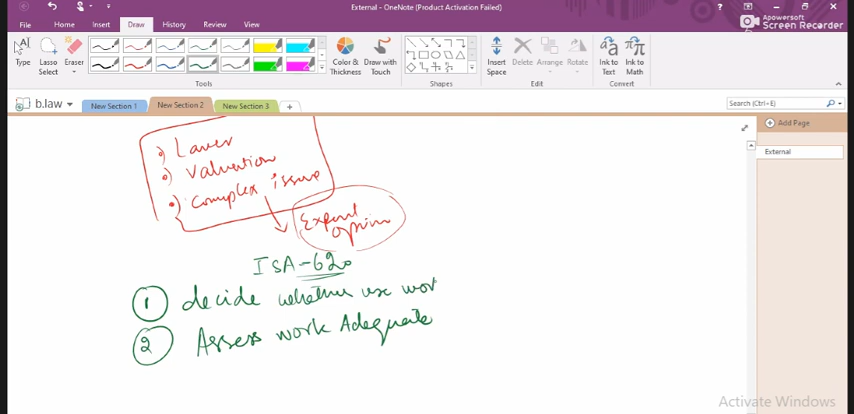 External - OneNote (Product Activation Failed)
Apowersoft
Screen Recorder
File Home Insert Draw History Review View
Type
Lasso
Select
Eraser
Color &
Thickness
Draw with
Touch
Insert
Space
Delete
Arrange
Rotate
Ink to
Text
Ink to
Math
Tools
Shapes
Edit
Convert
b.law New Section 1 New Section 2 New Section 3
Search (Ctrl+E)
Add Page
External
Valuation
Complex issue
Expert
ISA-620
1 decide whether use wor
2 Assess work Adequate
Activate Windows